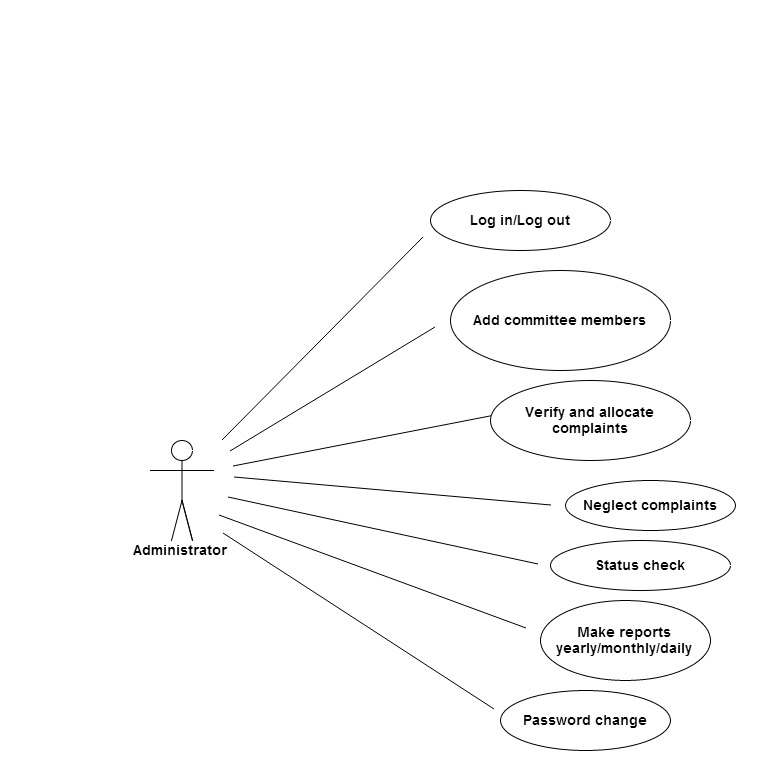 Log in/Log out
Add committee members
Verify and allocate
complaints
Neglect complaints
Administrator
Status check
Make reports
yearly/monthly/daily
Password change